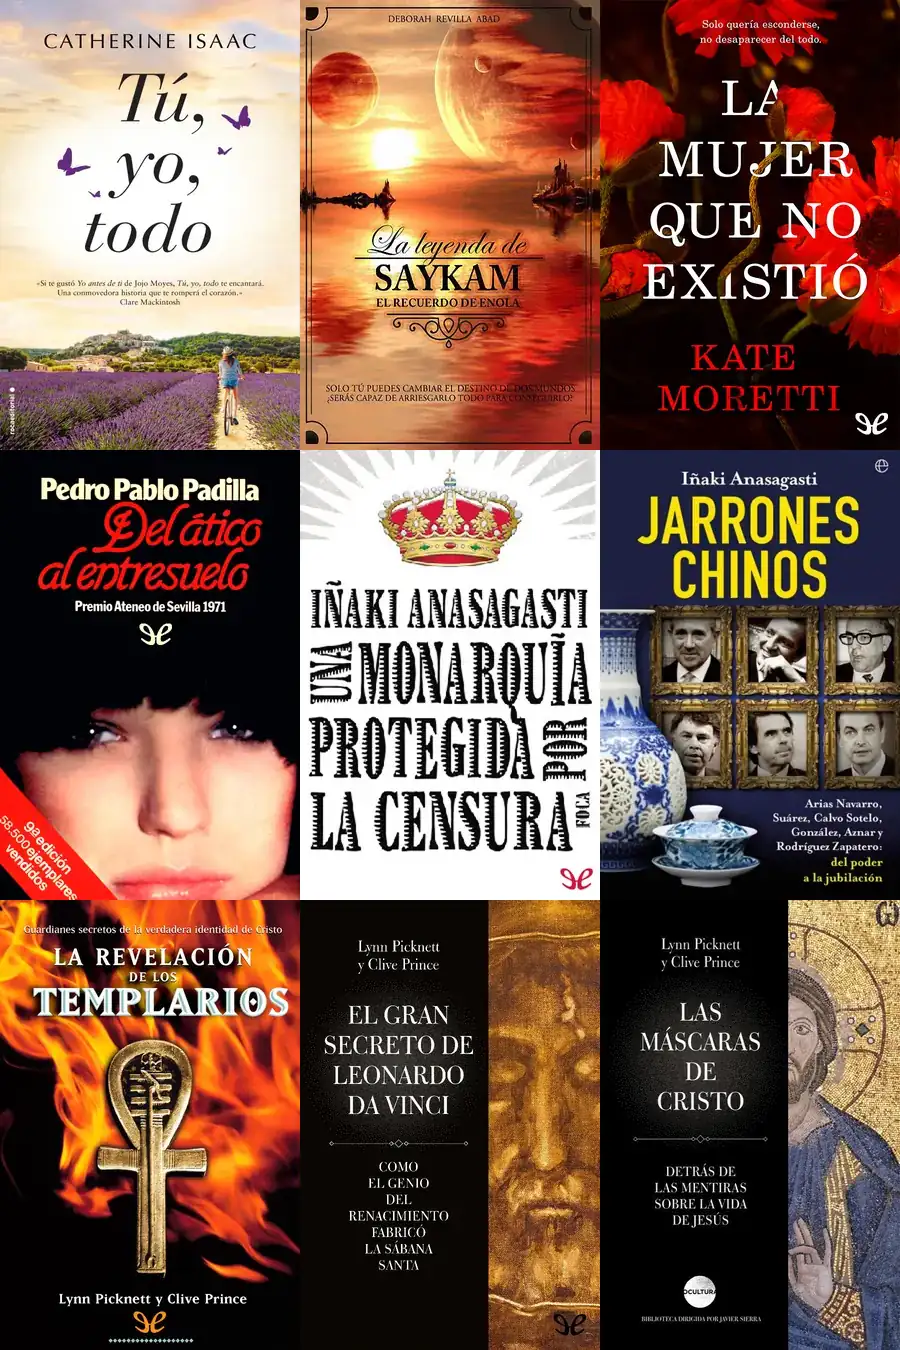 CATHERINE ISAAC
Tú,
yo,
todo
«Si te gustó Yo antes de ti de Jojo Moyes, Tú, yo, todo te encantará.
Una conmovedora historia que te romperá el corazón.»
Clare Mackintosh
rocaeditorial
DEBORAH REVILLA ABAD
La leyenda de
SAYKAM
EL RECUERDO DE ENOLA
SOLO TÚ PUEDES CAMBIAR EL DESTINO DE DOS MUNDOS
¿SERÁS CAPAZ DE ARRIESGARLO TODO PARA CONSEGUIRLO?
Solo quería esconderse,
no desaparecer del todo.
LA
MUJER
QUE NO
EXISTIÓ
KATE
MORETTI
Pedro Pablo Padilla
Del ático
al entresuelo
Premio Ateneo de Sevilla 1971
9ª edición
58.500 ejemplares
vendidos
IÑAKI ANASAGASTI
UNA
MONARQUÍA
PROTEGIDA
POR
LA CENSURA
FOCA
Iñaki Anasagasti
JARRONES
CHINOS
Arias Navarro,
Suárez, Calvo Sotelo,
González, Aznar y
Rodríguez Zapatero:
del poder
a la jubilación
Guardianes secretos de la verdadera identidad de Cristo
LA REVELACIÓN
DE LOS
TEMPLARIOS
Lynn Picknett y Clive Prince
Lynn Picknett
y Clive Prince
EL GRAN
SECRETO DE
LEONARDO
DA VINCI
COMO
EL GENIO
DEL
RENACIMIENTO
FABRICÓ
LA SÁBANA
SANTA
Lynn Picknett
y Clive Prince
LAS
MÁSCARAS
DE
CRISTO
DETRÁS DE
LAS MENTIRAS
SOBRE LA VIDA
DE JESÚS
OCULTURA
BIBLIOTECA DIRIGIDA POR JAVIER SIERRA